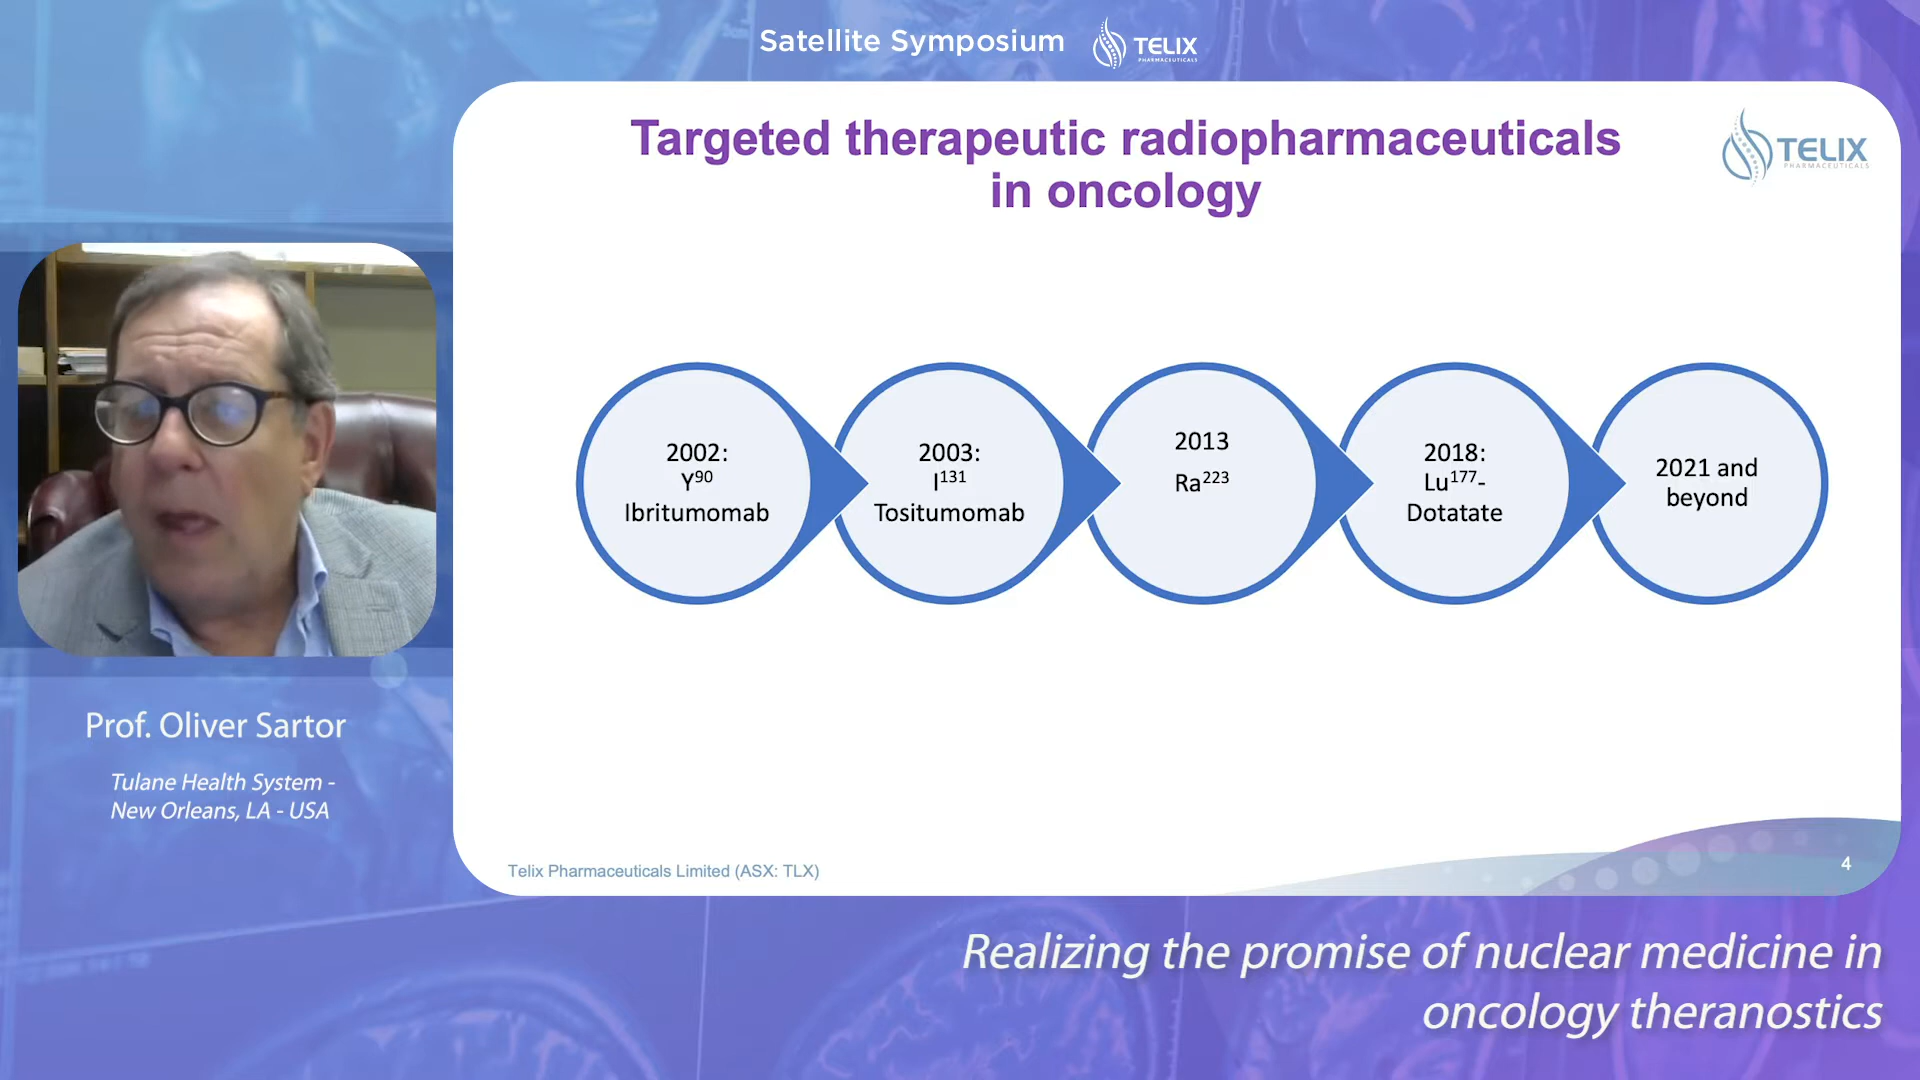 Satellite Symposium
TELIX
PHARMACEUTICALS
Targeted therapeutic radiopharmaceuticals
in oncology
TELIX
PHARMACEUTICALS
2002:
Y⁹⁰
Ibritumomab
2003:
I¹³¹
Tositumomab
2013
Ra²²³
2018:
Lu¹⁷⁷-
Dotatate
2021 and
beyond
Prof. Oliver Sartor
Tulane Health System -
New Orleans, LA - USA
Telix Pharmaceuticals Limited (ASX: TLX)
4
Realizing the promise of nuclear medicine in
oncology theranostics